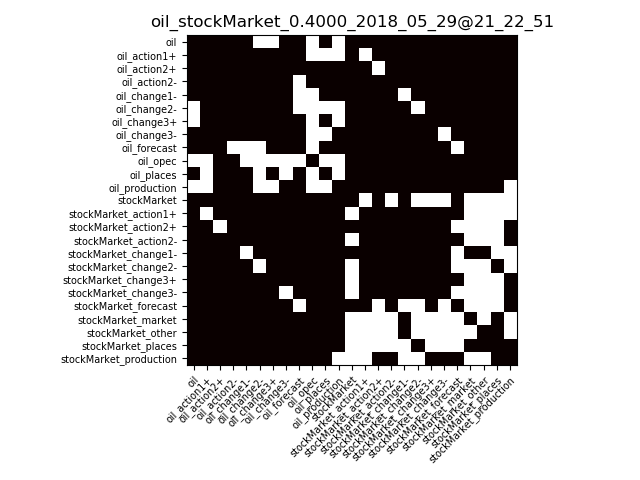 oil_stockMarket_0.4000_2018_05_29@21_22_51
oil
oil_action1+
oil_action2+
oil_action2-
oil_change1-
oil_change2-
oil_change3+
oil_change3-
oil_forecast
oil_opec
oil_places
oil_production
stockMarket
stockMarket_action1+
stockMarket_action2+
stockMarket_action2-
stockMarket_change1-
stockMarket_change2-
stockMarket_change3+
stockMarket_change3-
stockMarket_forecast
stockMarket_market
stockMarket_other
stockMarket_places
stockMarket_production
oil
oil_action1+
oil_action2+
oil_action2-
oil_change1-
oil_change2-
oil_change3+
oil_change3-
oil_forecast
oil_opec
oil_places
oil_production
stockMarket
stockMarket_action1+
stockMarket_action2+
stockMarket_action2-
stockMarket_change1-
stockMarket_change2-
stockMarket_change3+
stockMarket_change3-
stockMarket_forecast
stockMarket_market
stockMarket_other
stockMarket_places
stockMarket_production